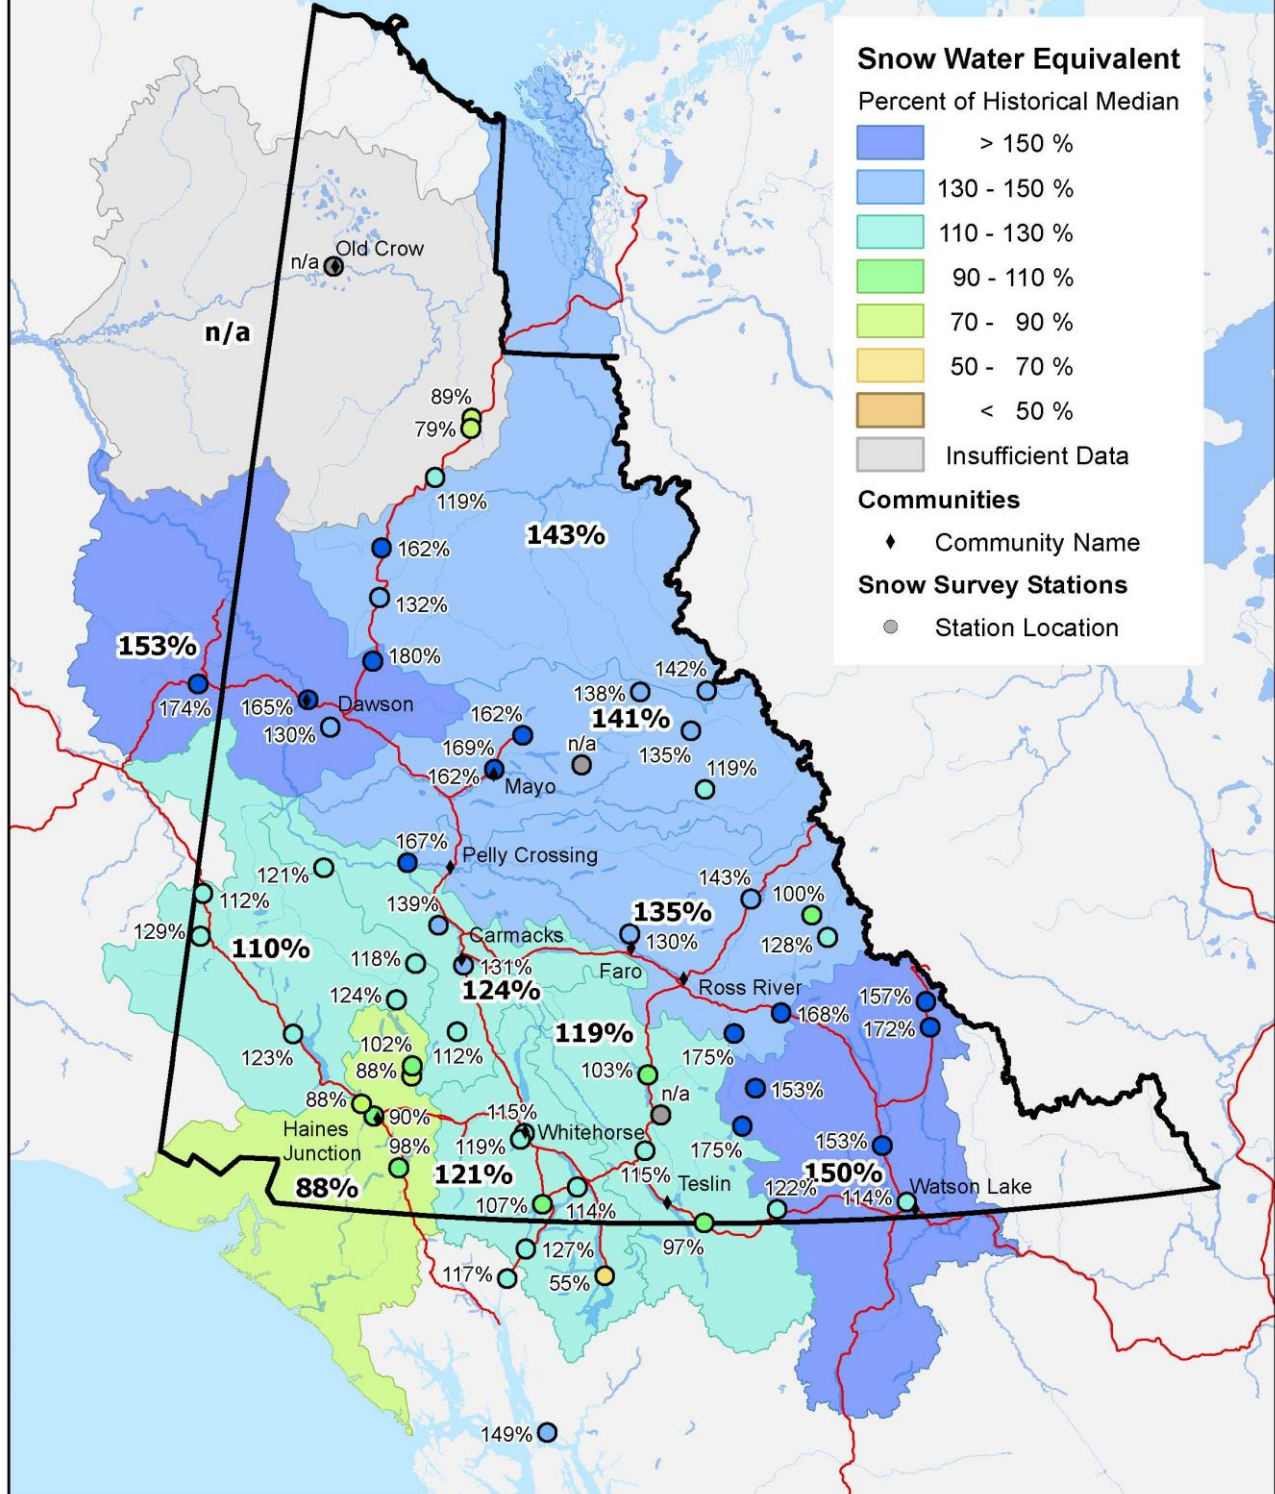 Snow Water Equivalent
Percent of Historical Median
> 150 %
130 - 150 %
110 - 130 %
90 - 110 %
70 - 90 %
50 - 70 %
< 50 %
Insufficient Data
Communities
Community Name
Snow Survey Stations
Station Location
Old Crow
n/a
n/a
89%
79%
119%
143%
162%
132%
153%
180%
142%
174%
165%
Dawson
138%
130%
162%
141%
n/a
135%
169%
162%
Mayo
119%
167%
Pelly Crossing
121%
112%
139%
143%
100%
135%
129%
110%
Carmacks
130%
128%
118%
131%
Faro
124%
Ross River
124%
157%
168%
172%
123%
102%
112%
119%
175%
88%
103%
153%
88%
90%
115%
n/a
Haines
Junction
98%
119%
Whitehorse
175%
153%
88%
121%
115%
Teslin
150%
122%
114%
Watson Lake
107%
114%
97%
127%
117%
55%
149%